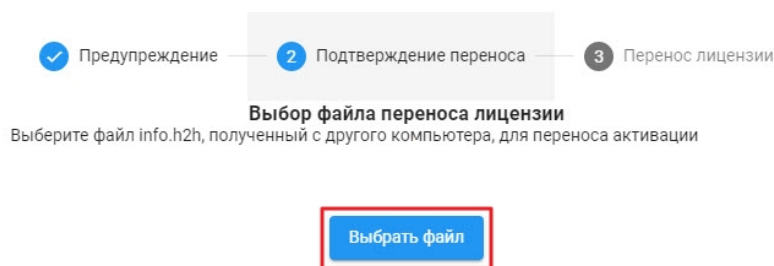 Предупреждение 2 Подтверждение переноса 3 Перенос лицензии
Выбор файла переноса лицензии
Выберите файл info.h2h, полученный с другого компьютера, для переноса активации
Выбрать файл